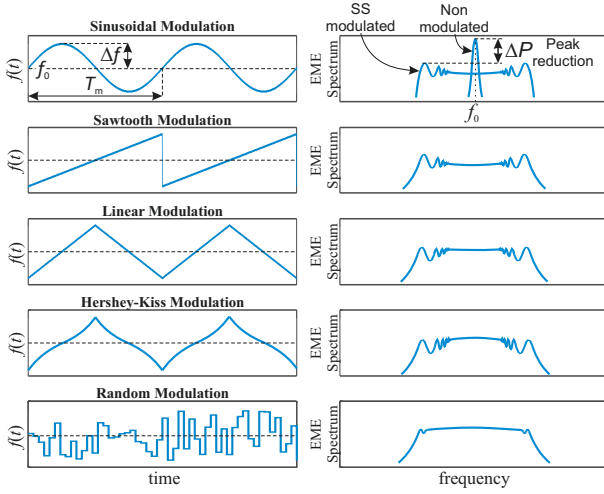 Sinusoidal Modulation
f(t)
f₀
Δf
Tₘ
SS
modulated
Non
modulated
ΔP
Peak
reduction
EME
Spectrum
f₀
Sawtooth Modulation
f(t)
EME
Spectrum
Linear Modulation
f(t)
EME
Spectrum
Hershey-Kiss Modulation
f(t)
EME
Spectrum
Random Modulation
f(t)
EME
Spectrum
time
frequency